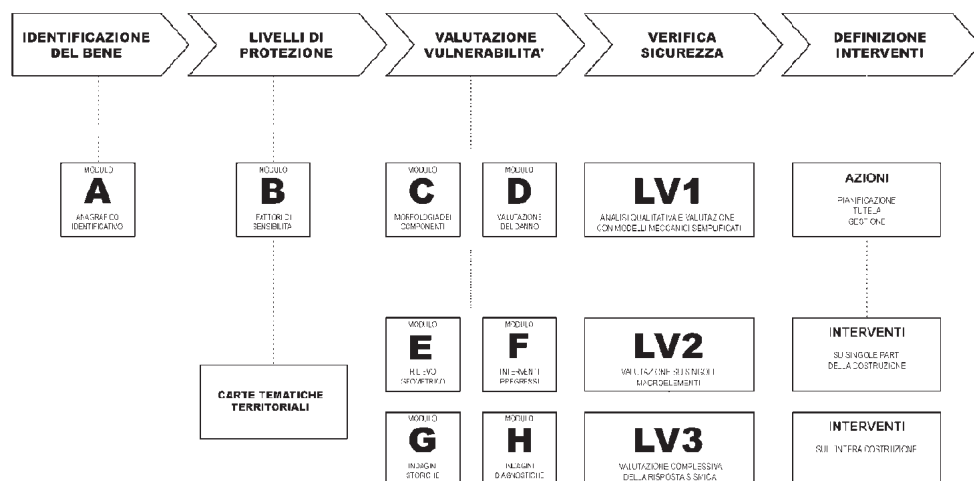 IDENTIFICAZIONE
DEL BENE
LIVELLI DI
PROTEZIONE
VALUTAZIONE
VULNERABILITA'
VERIFICA
SICUREZZA
DEFINIZIONE
INTERVENTI
MODULO
A
ANAGRAFICO
IDENTIFICATIVO
MODULO
B
FATTORI DI
SENSIBILITA'
MODULO
C
MORFOLOGIA DEI
COMPONENTI
MODULO
D
VALUTAZIONE
DEL DANNO
LV1
ANALISI QUALITATIVA E VALUTAZIONE
CON MODELLI MECCANICI SEMPLIFICATI
AZIONI
PIANIFICAZIONE
TUTELA
GESTIONE
CARTE TEMATICHE
TERRITORIALI
MODULO
E
RILIEVO
GEOMETRICO
MODULO
F
INTERVENTI
PREGRESSI
LV2
VALUTAZIONE SU SINGOLI
MACROELEMENTI
INTERVENTI
SU SINGOLE PARTI
DELLA COSTRUZIONE
MODULO
G
INDAGINI
STORICHE
MODULO
H
INDAGINI
DIAGNOSTICHE
LV3
VALUTAZIONE COMPLESSIVA
DELLA RISPOSTA SISMICA
INTERVENTI
SULL'INTERA COSTRUZIONE